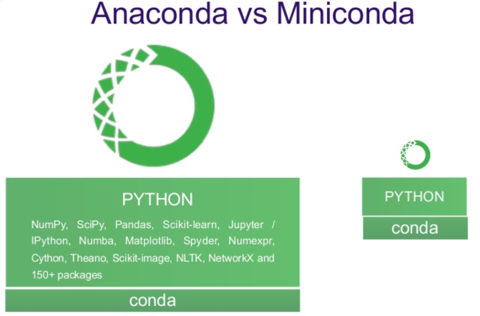 Anaconda vs Miniconda
PYTHON
NumPy, SciPy, Pandas, Scikit-learn, Jupyter /
IPython, Numba, Matplotlib, Spyder, Numexpr,
Cython, Theano, Scikit-image, NLTK, NetworkX and
150+ packages
conda
PYTHON
conda